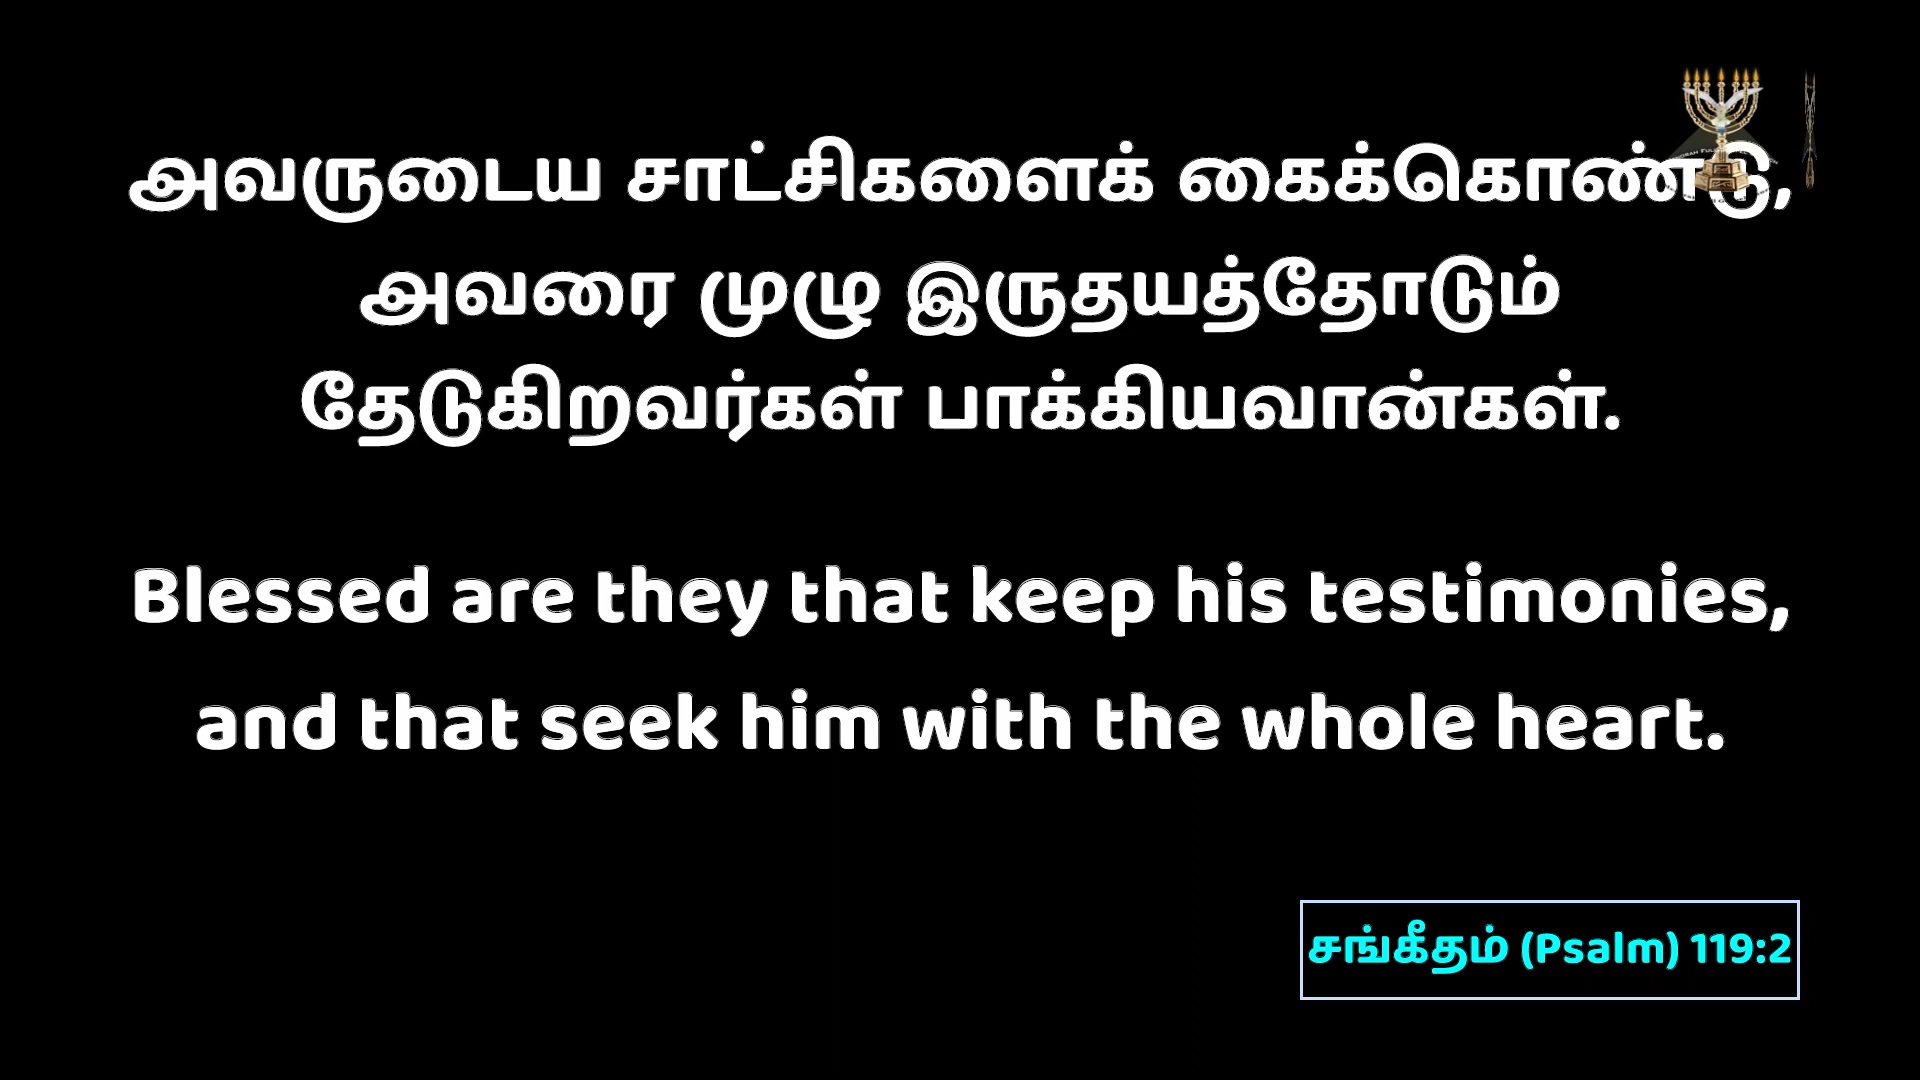 அவருடைய சாட்சிகளைக் கைக்கொண்டு,
அவரை முழு இருதயத்தோடும்
தேடுகிறவர்கள் பாக்கியவான்கள்.
Blessed are they that keep his testimonies,
and that seek him with the whole heart.
சங்கீதம் (Psalm) 119:2